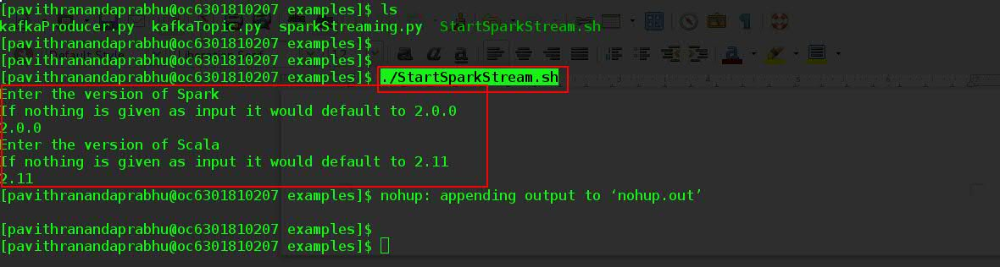 [pavithranandaprabhu@oc6301810207 examples]$ ls
kafkaProducer.py kafkaTopic.py sparkStreaming.py StartSparkStream.sh
[pavithranandaprabhu@oc6301810207 examples]$
[pavithranandaprabhu@oc6301810207 examples]$
[pavithranandaprabhu@oc6301810207 examples]$ ./StartSparkStream.sh
Enter the version of Spark
If nothing is given as input it would default to 2.0.0
2.0.0
Enter the version of Scala
If nothing is given as input it would default to 2.11
2.11
[pavithranandaprabhu@oc6301810207 examples]$ nohup: appending output to ‘nohup.out’
[pavithranandaprabhu@oc6301810207 examples]$
[pavithranandaprabhu@oc6301810207 examples]$